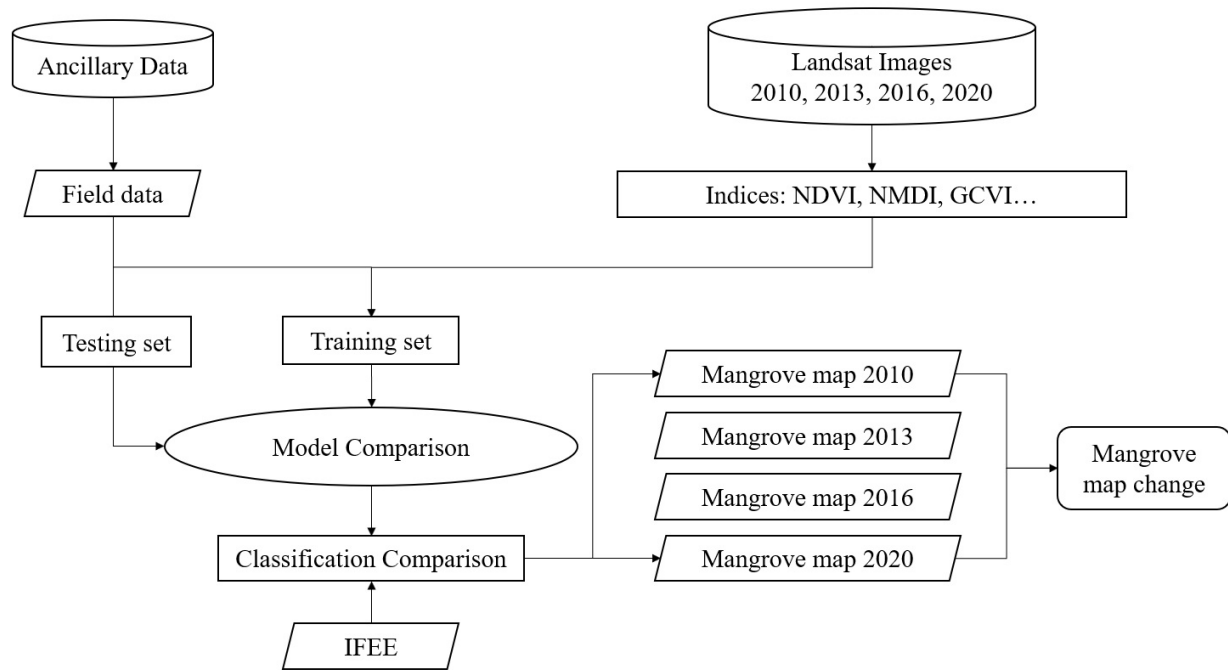 Ancillary Data
Landsat Images
2010, 2013, 2016, 2020
Field data
Indices: NDVI, NMDI, GCVI…
Testing set
Training set
Mangrove map 2010
Model Comparison
Mangrove map 2013
Mangrove
map change
Mangrove map 2016
Classification Comparison
Mangrove map 2020
IFEE